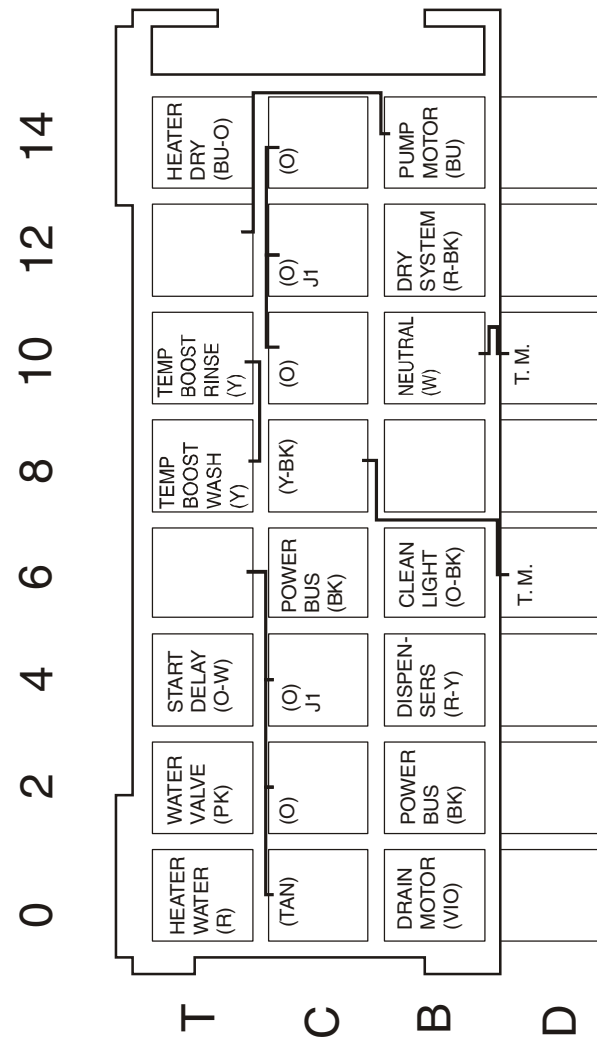 0
2
4
6
8
10
12
14
T
HEATER
WATER
(R)
WATER
VALVE
(PK)
START
DELAY
(O-W)
TEMP
BOOST
WASH
(Y)
TEMP
BOOST
RINSE
(Y)
HEATER
DRY
(BU-O)
C
(TAN)
(O)
(O)
J1
POWER
BUS
(BK)
(Y-BK)
(O)
(O)
J1
(O)
B
DRAIN
MOTOR
(VIO)
POWER
BUS
(BK)
DISPEN-
SERS
(R-Y)
CLEAN
LIGHT
(O-BK)
NEUTRAL
(W)
DRY
SYSTEM
(R-BK)
PUMP
MOTOR
(BU)
D
T. M.
T. M.